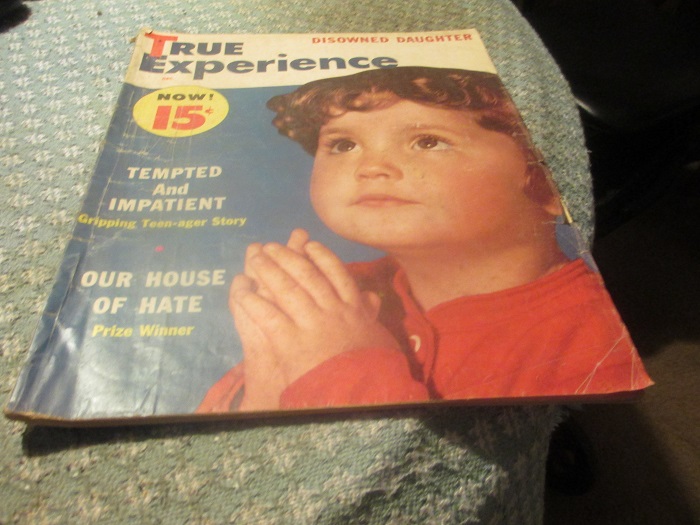 DISOWNED DAUGHTER
TRUE
Experience
NOW!
15¢
TEMPTED
And
IMPATIENT
Gripping Teen-ager Story
OUR HOUSE
OF HATE
Prize Winner